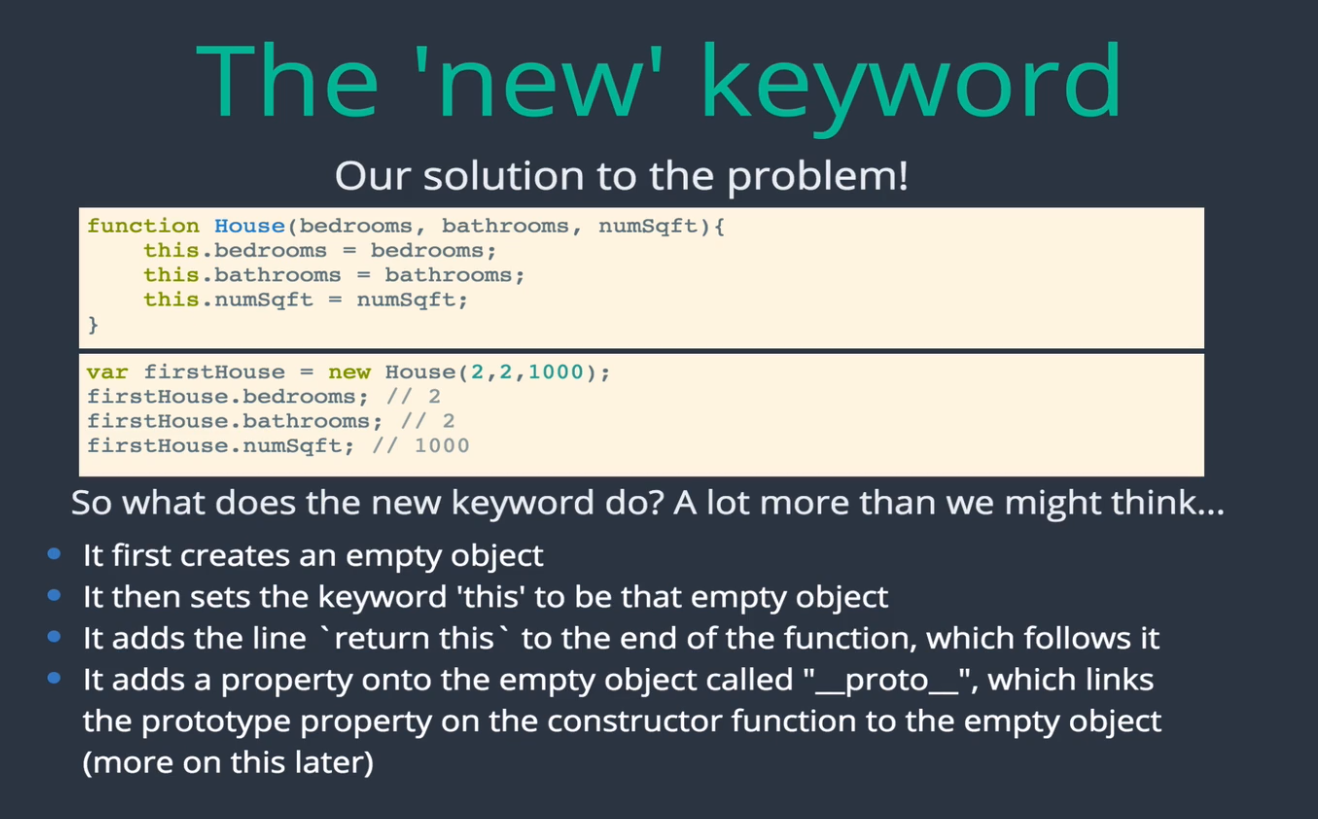 The 'new' keyword
Our solution to the problem!
function House(bedrooms, bathrooms, numSqft){
    this.bedrooms = bedrooms;
    this.bathrooms = bathrooms;
    this.numSqft = numSqft;
}
var firstHouse = new House(2,2,1000);
firstHouse.bedrooms; // 2
firstHouse.bathrooms; // 2
firstHouse.numSqft; // 1000
So what does the new keyword do? A lot more than we might think...
• It first creates an empty object
• It then sets the keyword 'this' to be that empty object
• It adds the line `return this` to the end of the function, which follows it
• It adds a property onto the empty object called "__proto__", which links
the prototype property on the constructor function to the empty object
(more on this later)